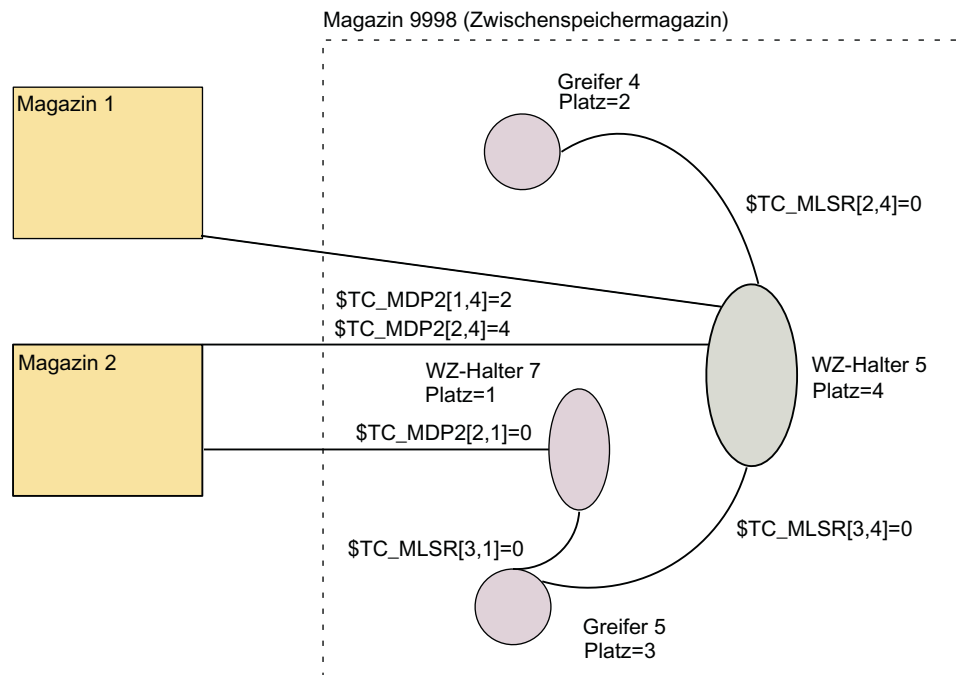 Magazin 9998 (Zwischenspeichermagazin)
Greifer 4
Platz=2
Magazin 1
$TC_MLSR[2,4]=0
$TC_MDP2[1,4]=2
$TC_MDP2[2,4]=4
Magazin 2
WZ-Halter 7
Platz=1
WZ-Halter 5
Platz=4
$TC_MDP2[2,1]=0
$TC_MLSR[3,4]=0
$TC_MLSR[3,1]=0
Greifer 5
Platz=3